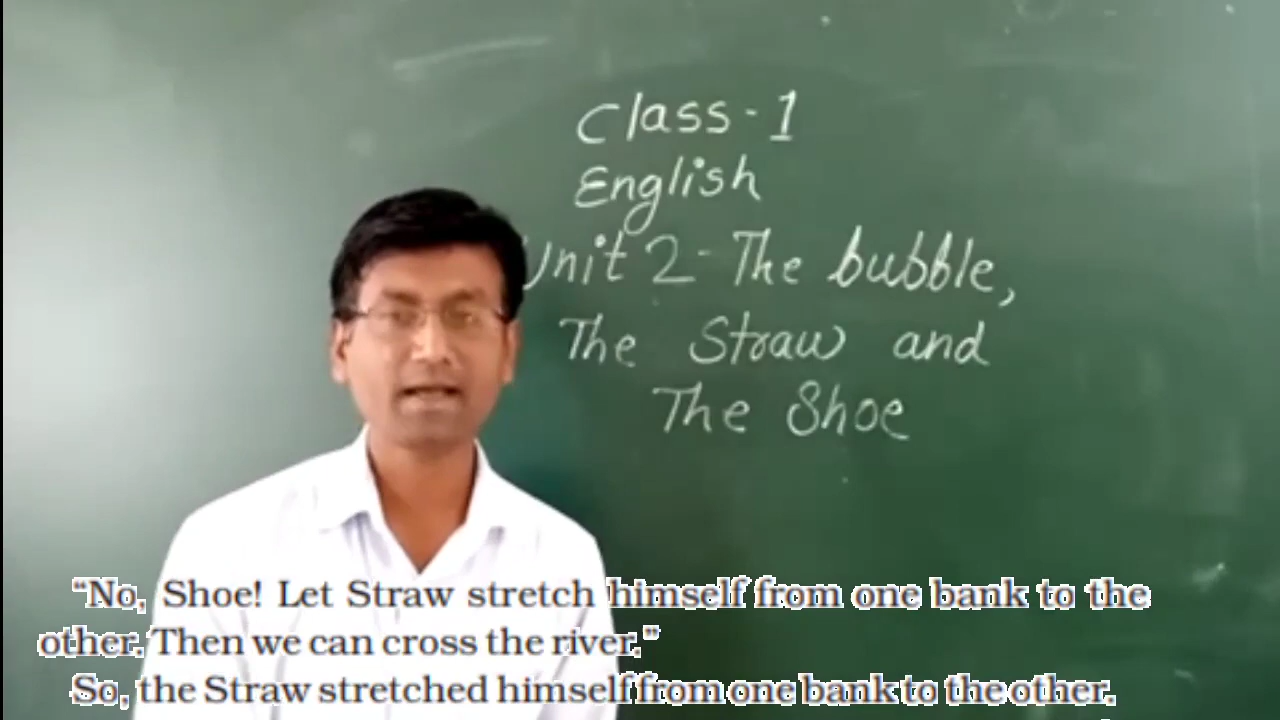 Class-1
English
Unit 2-The bubble,
The Straw and
The Shoe
“No, Shoe! Let Straw stretch himself from one bank to the
other. Then we can cross the river.”
So, the Straw stretched himself from one bank to the other.